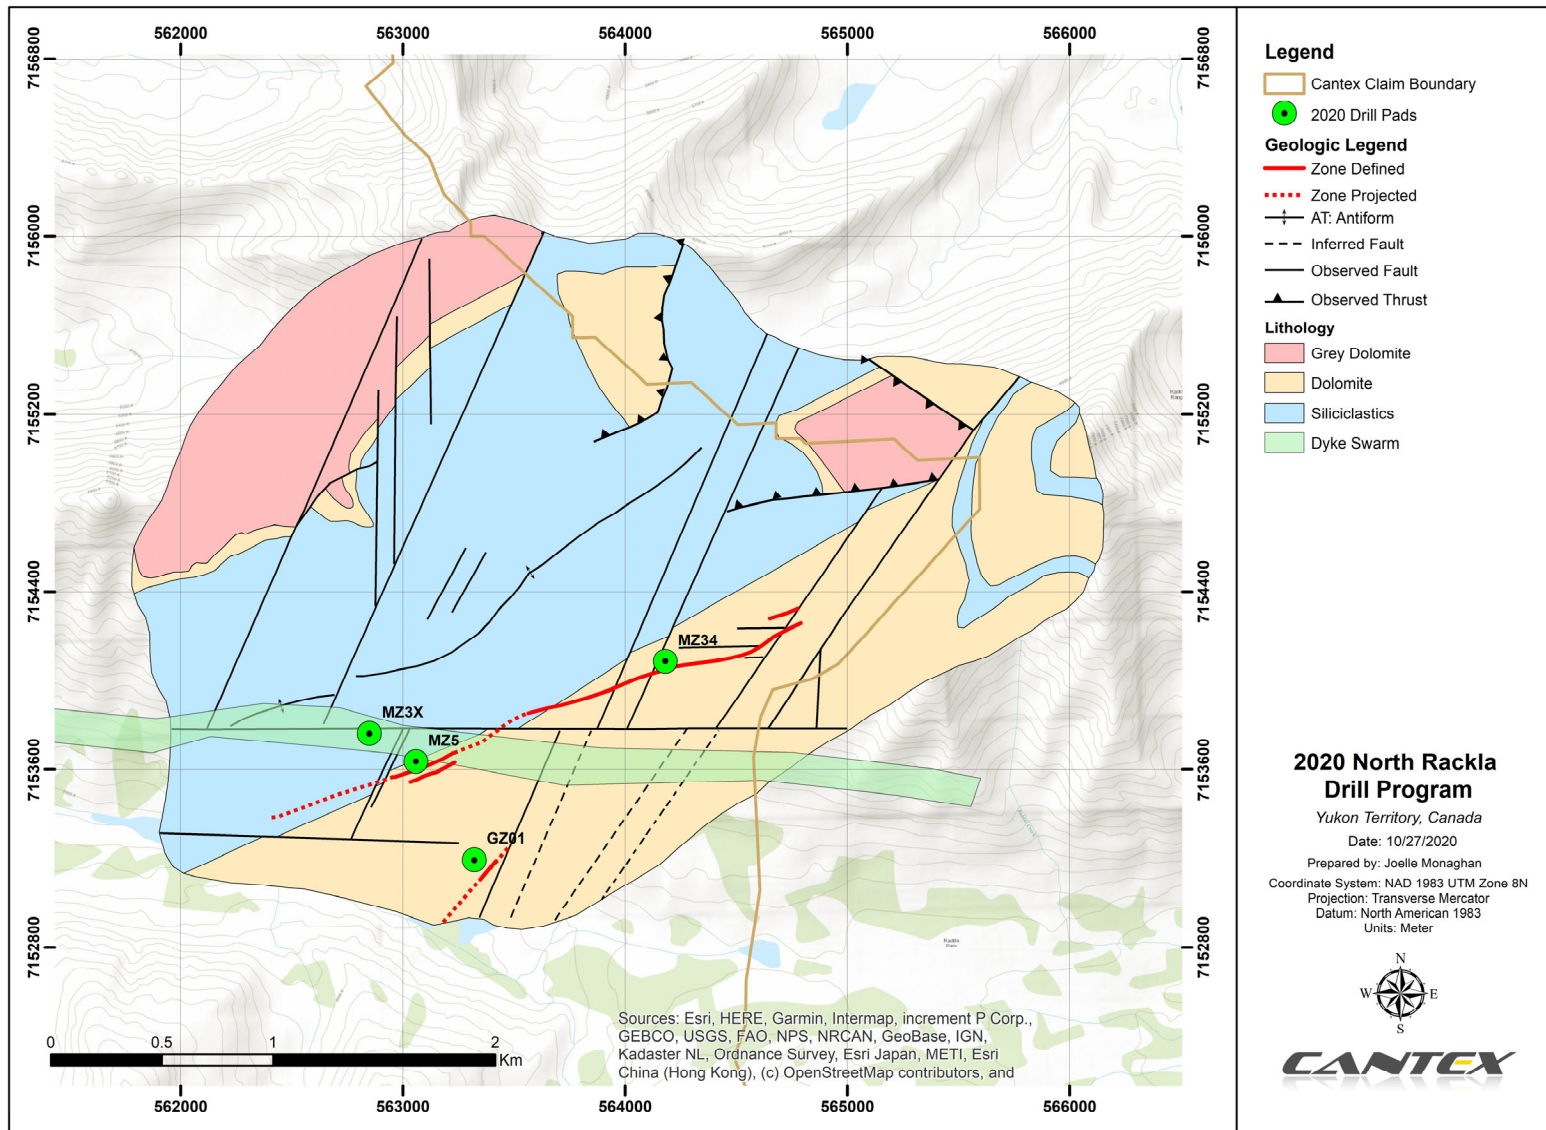 562000
563000
564000
565000
566000
7156800
7156800
7156000
7156000
7155200
7155200
7154400
7154400
7153600
7153600
7152800
7152800
MZ34
MZ3X
MZ5
GZ01
0
0.5
1
2
Km
Sources: Esri, HERE, Garmin, Intermap, increment P Corp.,
GEBCO, USGS, FAO, NPS, NRCAN, GeoBase, IGN,
Kadaster NL, Ordnance Survey, Esri Japan, METI, Esri
China (Hong Kong), (c) OpenStreetMap contributors, and
562000
563000
564000
565000
566000
Legend
Cantex Claim Boundary
2020 Drill Pads
Geologic Legend
Zone Defined
Zone Projected
AT: Antiform
Inferred Fault
Observed Fault
Observed Thrust
Lithology
Grey Dolomite
Dolomite
Siliciclastics
Dyke Swarm
2020 North Rackla
Drill Program
Yukon Territory, Canada
Date: 10/27/2020
Prepared by: Joelle Monaghan
Coordinate System: NAD 1983 UTM Zone 8N
Projection: Transverse Mercator
Datum: North American 1983
Units: Meter
N
W
E
S
CANTEX